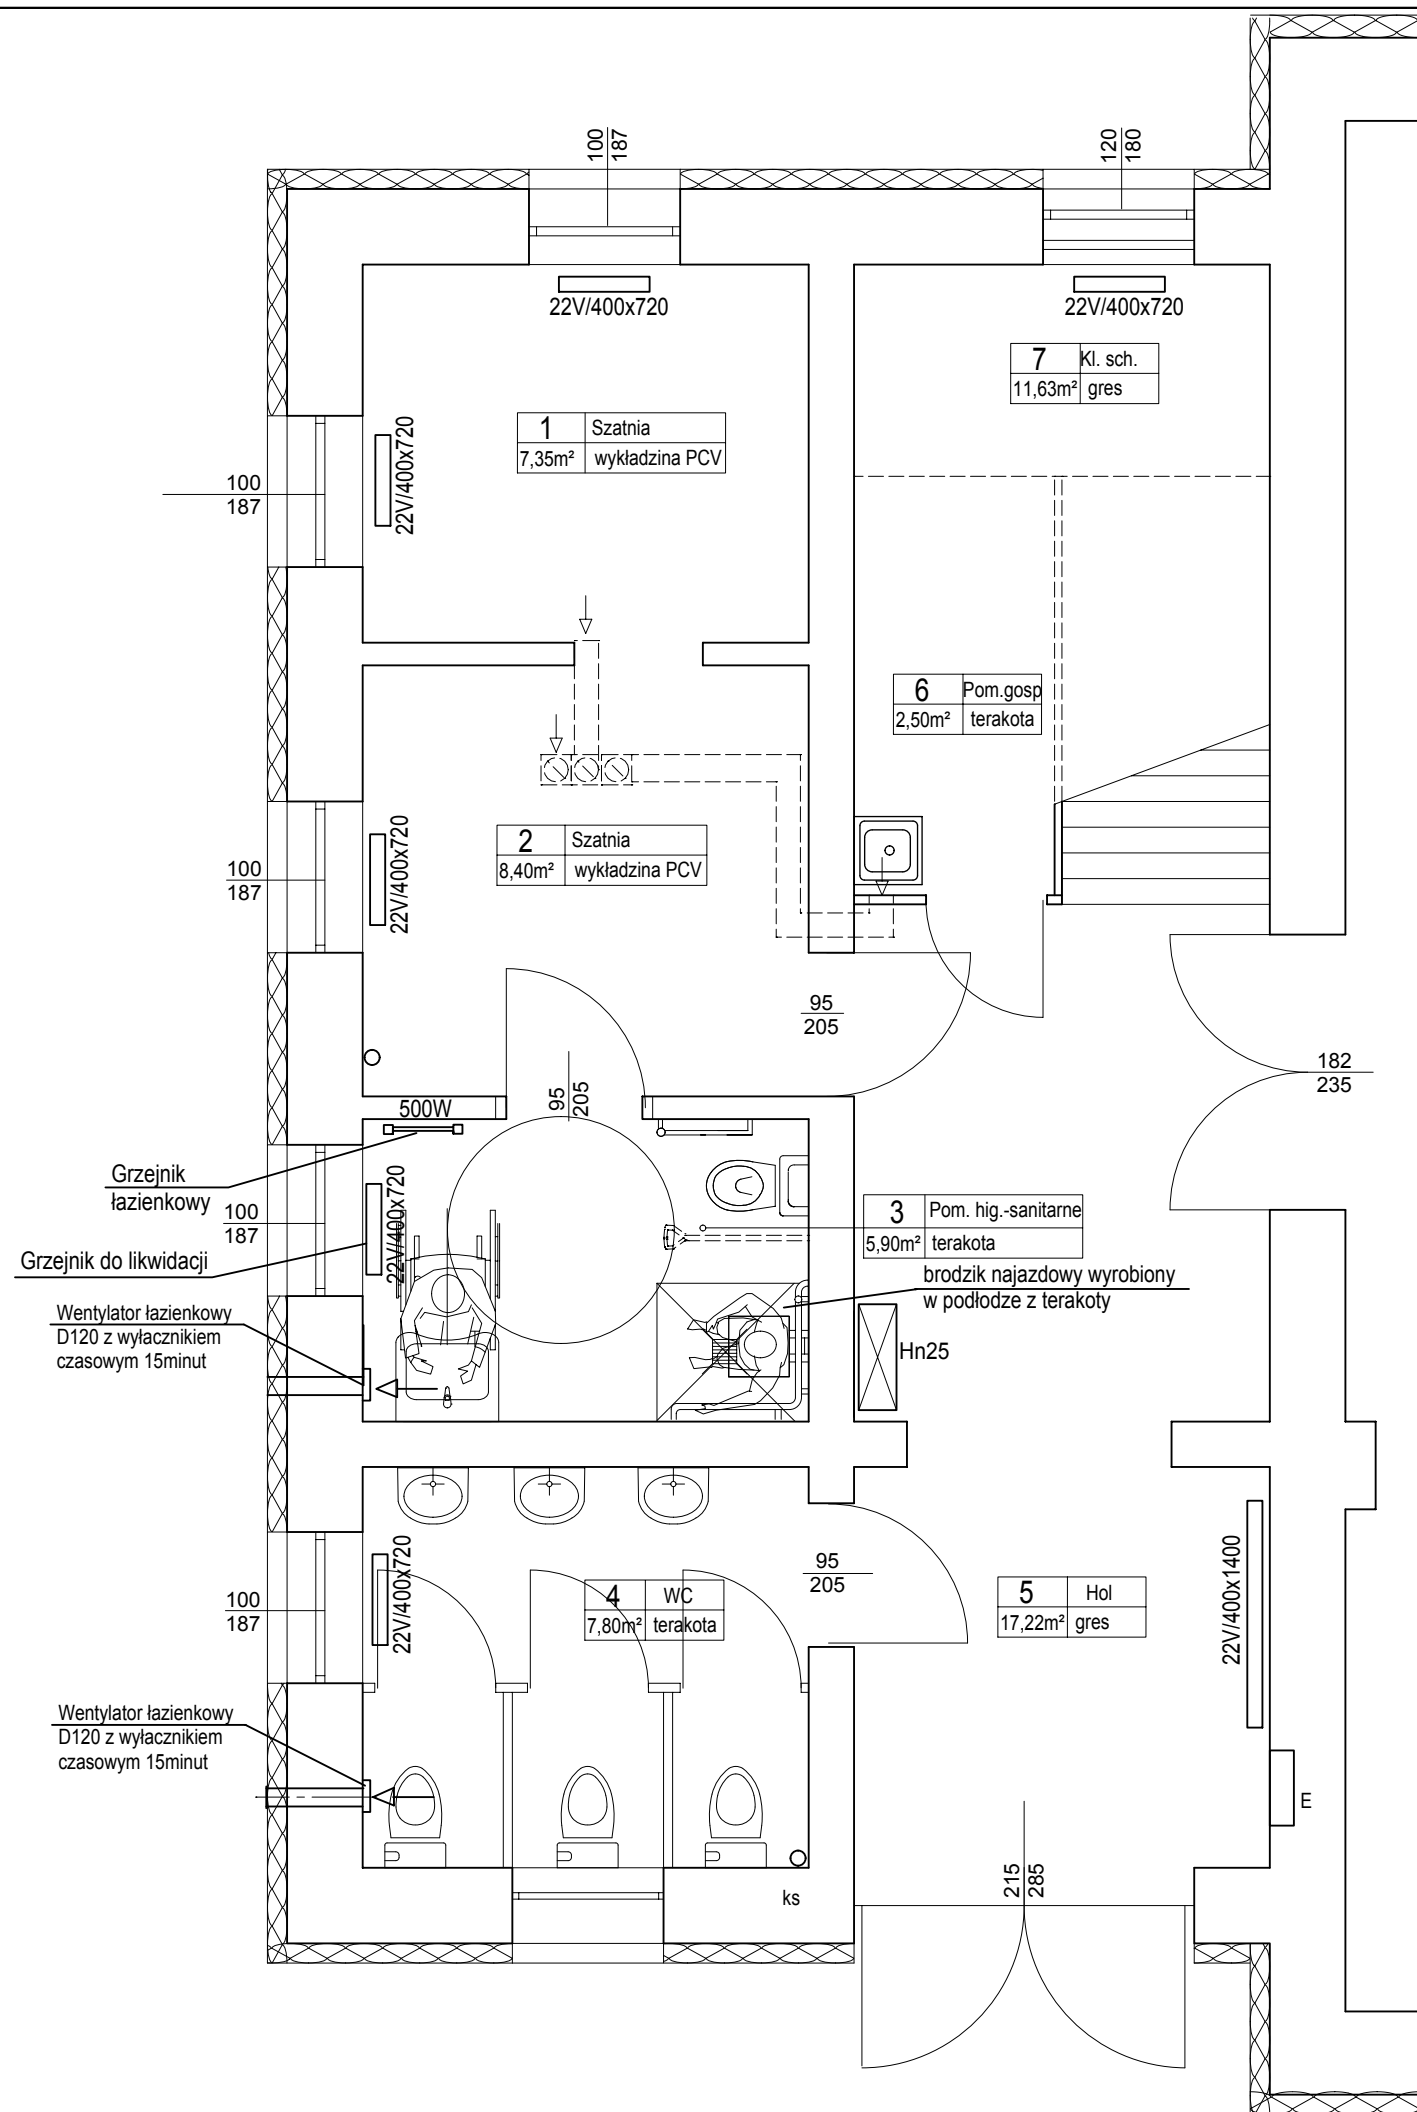 100
187
120
180
22V/400x720
22V/400x720
7 Kl. sch.
11,63m² gres
1 Szatnia
7,35m² wykładzina PCV
22V/400x720
100
187
6 Pom.gosp
2,50m² terakota
2 Szatnia
8,40m² wykładzina PCV
22V/400x720
100
187
95
205
182
235
95
205
500W
Grzejnik
łazienkowy
22V/400x720
100
187
3 Pom. hig.-sanitarne
5,90m² terakota
Grzejnik do likwidacji
brodzik najazdowy wyrobiony
w podłodze z terakoty
Wentylator łazienkowy
D120 z wyłacznikiem
czasowym 15minut
Hn25
22V/400x720
95
205
4 WC
7,80m² terakota
5 Hol
17,22m² gres
22V/400x1400
100
187
Wentylator łazienkowy
D120 z wyłacznikiem
czasowym 15minut
E
215
285
ks